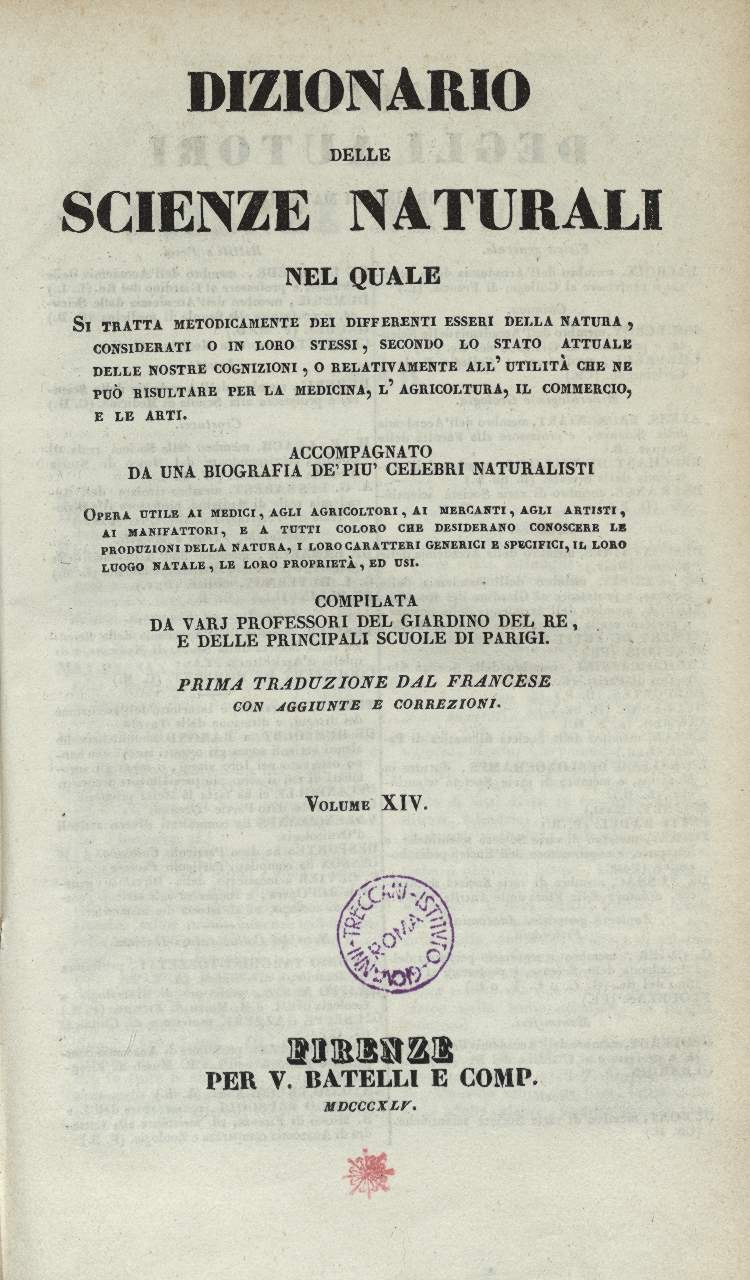 DIZIONARIO
DELLE
SCIENZE NATURALI
NEL QUALE
SI TRATTA METODICAMENTE DEI DIFFERENTI ESSERI DELLA NATURA,
CONSIDERATI O IN LORO STESSI, SECONDO LO STATO ATTUALE
DELLE NOSTRE COGNIZIONI, O RELATIVAMENTE ALL' UTILITÀ CHE NE
PUÒ RISULTARE PER LA MEDICINA, L' AGRICOLTURA, IL COMMERCIO,
E LE ARTI.
ACCOMPAGNATO
DA UNA BIOGRAFIA DE' PIU' CELEBRI NATURALISTI
OPERA UTILE AI MEDICI, AGLI AGRICOLTORI, AI MERCANTI, AGLI ARTISTI,
AI MANIFATTORI, E A TUTTI COLORO CHE DESIDERANO CONOSCERE LE
PRODUZIONI DELLA NATURA, I LORO CARATTERI GENERICI E SPECIFICI, IL LORO
LUOGO NATALE, LE LORO PROPRIETÀ, ED USI.
COMPILATA
DA VARJ PROFESSORI DEL GIARDINO DEL RE,
E DELLE PRINCIPALI SCUOLE DI PARIGI.
PRIMA TRADUZIONE DAL FRANCESE
CON AGGIUNTE E CORREZIONI.
VOLUME XIV.
ISTITVTO-GIOVANNI-TRECCANI-
ROMA
FIRENZE
PER V. BATELLI E COMP.
MDCCCXLV.